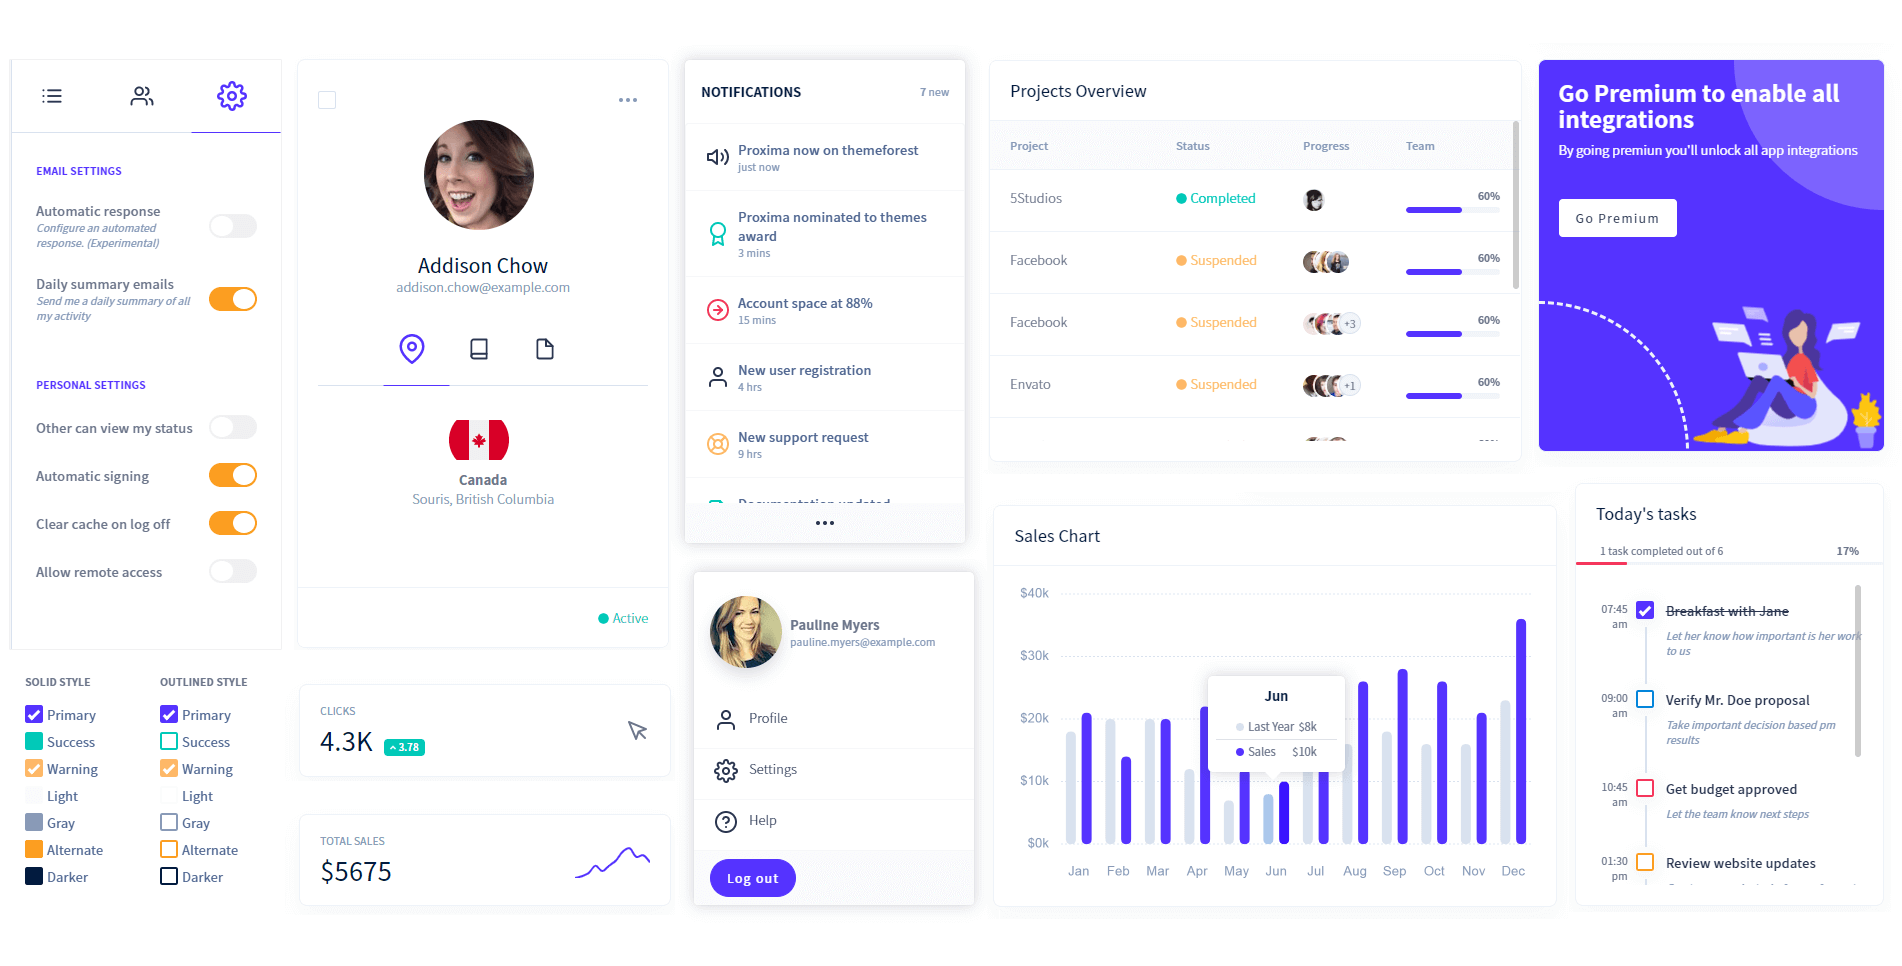 EMAIL SETTINGS
Automatic response
Configure an automated
response. (Experimental)
Daily summary emails
Send me a daily summary of all
my activity
PERSONAL SETTINGS
Other can view my status
Automatic signing
Clear cache on log off
Allow remote access
SOLID STYLE
Primary
Success
Warning
Light
Gray
Alternate
Darker
OUTLINED STYLE
Primary
Success
Warning
Light
Gray
Alternate
Darker
Addison Chow
addison.chow@example.com
Canada
Souris, British Columbia
Active
CLICKS
4.3K 3.78
TOTAL SALES
$5675
NOTIFICATIONS 7 new
Proxima now on themeforest
just now
Proxima nominated to themes
award
3 mins
Account space at 88%
15 mins
New user registration
4 hrs
New support request
9 hrs
Documentation updated
Pauline Myers
pauline.myers@example.com
Profile
Settings
Help
Log out
Projects Overview
Project Status Progress Team
5Studios Completed 60%
Facebook Suspended 60%
Facebook Suspended +3 60%
Envato Suspended +1 60%
Go Premium to enable all
integrations
By going premiun you'll unlock all app integrations
Go Premium
Sales Chart
$40k
$30k
$20k
$10k
$0k
Jun
Last Year $8k
Sales $10k
Jan Feb Mar Apr May Jun Jul Aug Sep Oct Nov Dec
Today's tasks
1 task completed out of 6 17%
07:45
am
Breakfast with Jane
Let her know how important is her work
to us
09:00
am
Verify Mr. Doe proposal
Take important decision based pm
results
10:45
am
Get budget approved
Let the team know next steps
01:30
pm
Review website updates